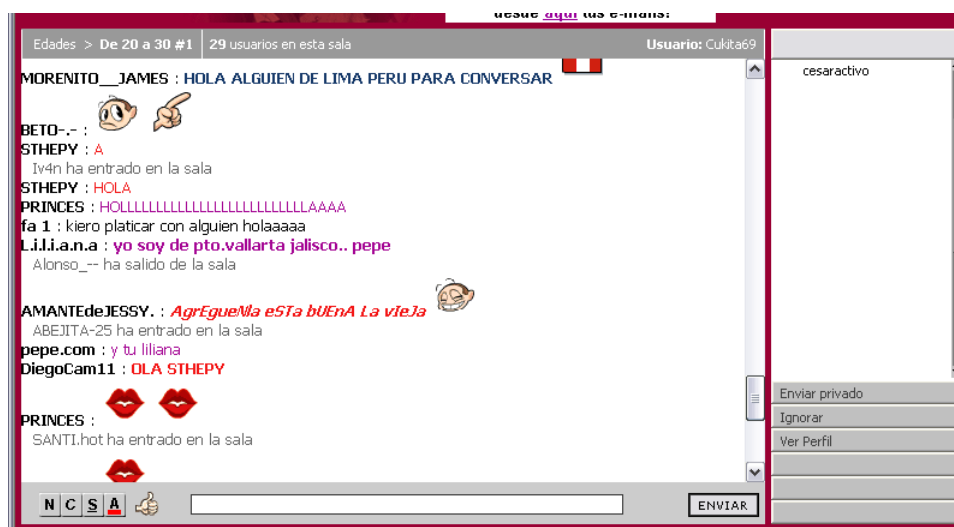 desde aquí tus e-mails!
Edades > De 20 a 30 #1 29 usuarios en esta sala Usuario: Cukita69
cesaractivo
MORENITO__JAMES : HOLA ALGUIEN DE LIMA PERU PARA CONVERSAR
BETO-.- :
STHEPY : A
Iv4n ha entrado en la sala
STHEPY : HOLA
PRINCES : HOLLLLLLLLLLLLLLLLLLLLLLLLLLLAAAA
fa 1 : kiero platicar con alguien holaaaaa
L.i.l.i.a.n.a : yo soy de pto.vallarta jalisco.. pepe
Alonso_-- ha salido de la sala
AMANTEdeJESSY. : AgrEgueNla eSTa bUEnA La vIeJa
ABEJITA-25 ha entrado en la sala
pepe.com : y tu liliana
DiegoCam11 : OLA STHEPY
PRINCES :
SANTI.hot ha entrado en la sala
Enviar privado
Ignorar
Ver Perfil
N C S A ENVIAR